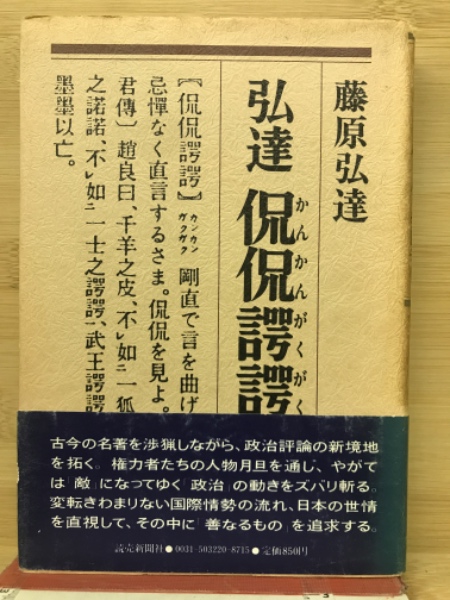 藤原弘達
弘達 侃侃諤諤
かんかんがくがく
【侃侃諤諤】カンカンガクガク 剛直で言を曲げ
忌憚なく直言するさま。侃侃を見よ。
君傳〕趙良曰、千羊之皮、不レ如ニ一狐
之諾諾、不レ如ニ一士之諤諤、武王諤諤
墨墨以亡。
古今の名著を渉猟しながら、政治評論の新境地
を拓く。権力者たちの人物月旦を通じ、やがて
は「敵」になってゆく「政治」の動きをズバリ斬る。
変転きわまりない国際情勢の流れ、日本の世情
を直視して、その中に「善なるもの」を追求する。
読売新聞社●0031-503220-8715●定価850円